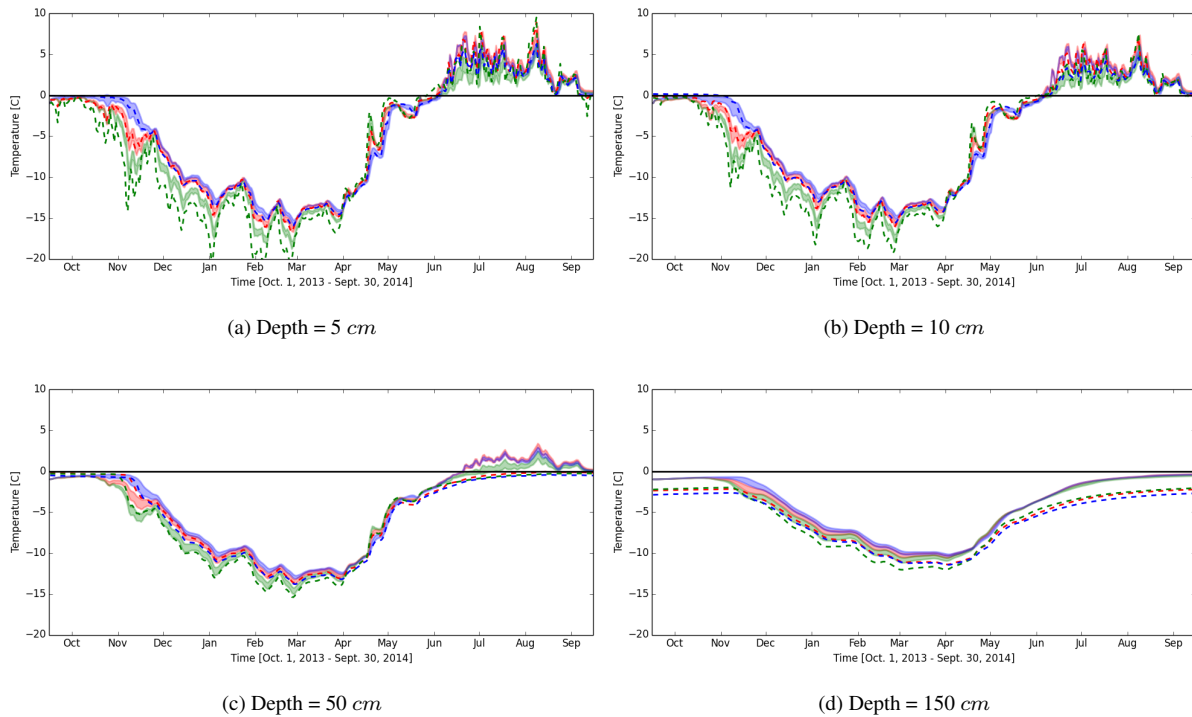 10
5
0
−5
−10
−15
−20
Temperature [C]
Oct Nov Dec Jan Feb Mar Apr May Jun Jul Aug Sep
Time [Oct. 1, 2013 - Sept. 30, 2014]
(a) Depth = 5 cm
10
5
0
−5
−10
−15
−20
Temperature [C]
Oct Nov Dec Jan Feb Mar Apr May Jun Jul Aug Sep
Time [Oct. 1, 2013 - Sept. 30, 2014]
(b) Depth = 10 cm
10
5
0
−5
−10
−15
−20
Temperature [C]
Oct Nov Dec Jan Feb Mar Apr May Jun Jul Aug Sep
Time [Oct. 1, 2013 - Sept. 30, 2014]
(c) Depth = 50 cm
10
5
0
−5
−10
−15
−20
Temperature [C]
Oct Nov Dec Jan Feb Mar Apr May Jun Jul Aug Sep
Time [Oct. 1, 2013 - Sept. 30, 2014]
(d) Depth = 150 cm